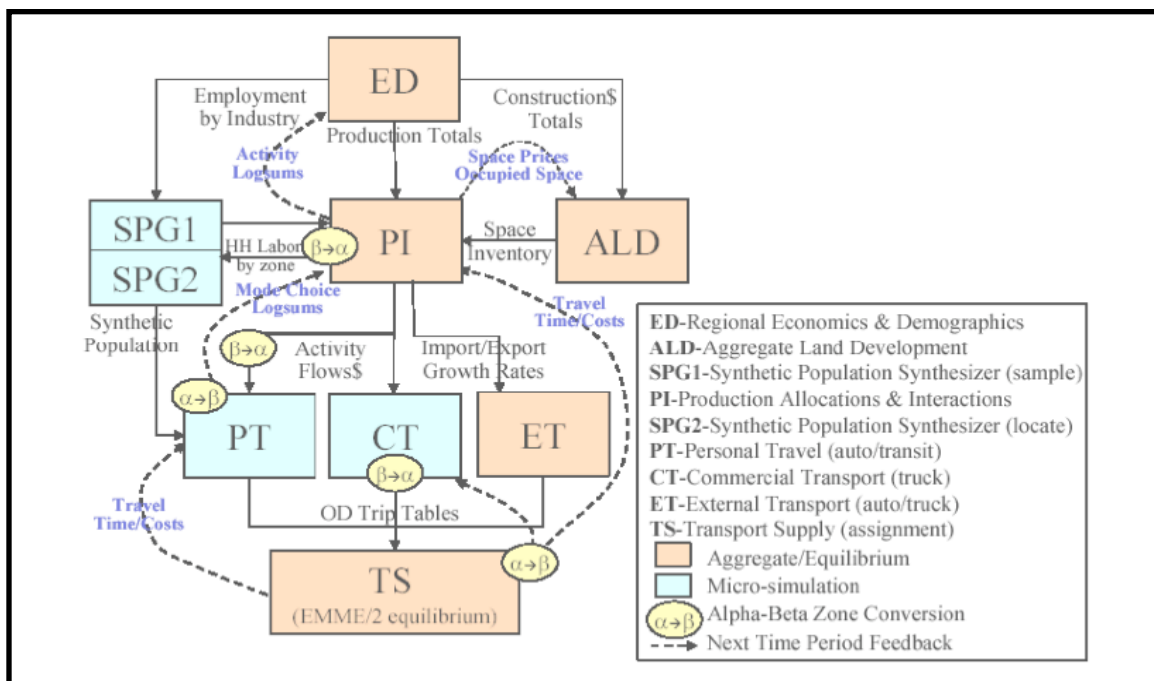 ED
Employment
by Industry
Construction$
Totals
Production Totals
Activity
Logsums
Space Prices
Occupied Space
SPG1
SPG2
HH Labor
by zone
β→α
PI
Space
Inventory
ALD
Mode Choice
Logsums
Travel
Time/Costs
Synthetic
Population
β→α
Activity
Flows$
Import/Export
Growth Rates
α→β
PT
CT
ET
β→α
Travel
Time/Costs
OD Trip Tables
α→β
TS
(EMME/2 equilibrium)
ED-Regional Economics & Demographics
ALD-Aggregate Land Development
SPG1-Synthetic Population Synthesizer (sample)
PI-Production Allocations & Interactions
SPG2-Synthetic Population Synthesizer (locate)
PT-Personal Travel (auto/transit)
CT-Commercial Transport (truck)
ET-External Transport (auto/truck)
TS-Transport Supply (assignment)
Aggregate/Equilibrium
Micro-simulation
α→β Alpha-Beta Zone Conversion
Next Time Period Feedback